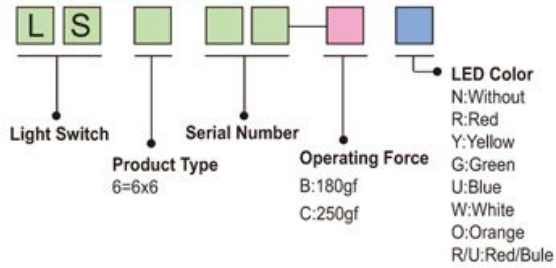 L S
LED Color
N:Without
R:Red
Y:Yellow
G:Green
U:Blue
W:White
O:Orange
R/U:Red/Bule
Light Switch
Serial Number
Product Type
6=6x6
Operating Force
B:180gf
C:250gf